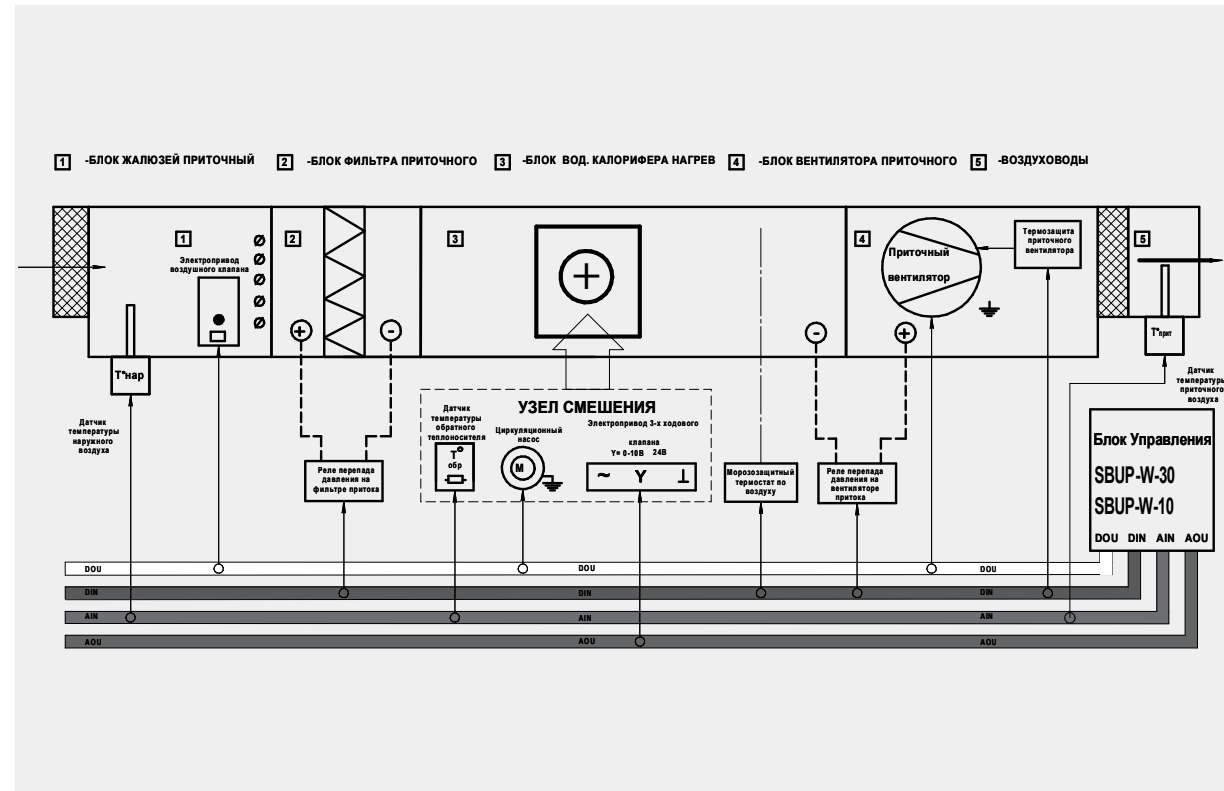 1 -БЛОК ЖАЛЮЗЕЙ ПРИТОЧНЫЙ 2 -БЛОК ФИЛЬТРА ПРИТОЧНОГО 3 -БЛОК ВОД. КАЛОРИФЕРА НАГРЕВ 4 -БЛОК ВЕНТИЛЯТОРА ПРИТОЧНОГО 5 -ВОЗДУХОВОДЫ
1
Электропривод
воздушного клапана
2
3
4
Приточный
вентилятор
Термозащита
приточного
вентилятора
5
+
-
+
-
+
T°нар
T°прит
Датчик
температуры
наружного
воздуха
Датчик
температуры
приточного
воздуха
Реле перепада
давления на
фильтре притока
УЗЕЛ СМЕШЕНИЯ
Датчик
температуры
обратного
теплоносителя
T°
обр
Циркуляционный
насос
M
Электропривод 3-х ходового
клапана
Y= 0-10В 24В
~ Y ⊥
Морозозащитный
термостат по
воздуху
Реле перепада
давления на
вентиляторе
притока
Блок Управления
SBUP-W-30
SBUP-W-10
DOU DIN AIN AOU
DOU DOU DOU
DIN DIN DIN
AIN AIN AIN
AOU AOU AOU